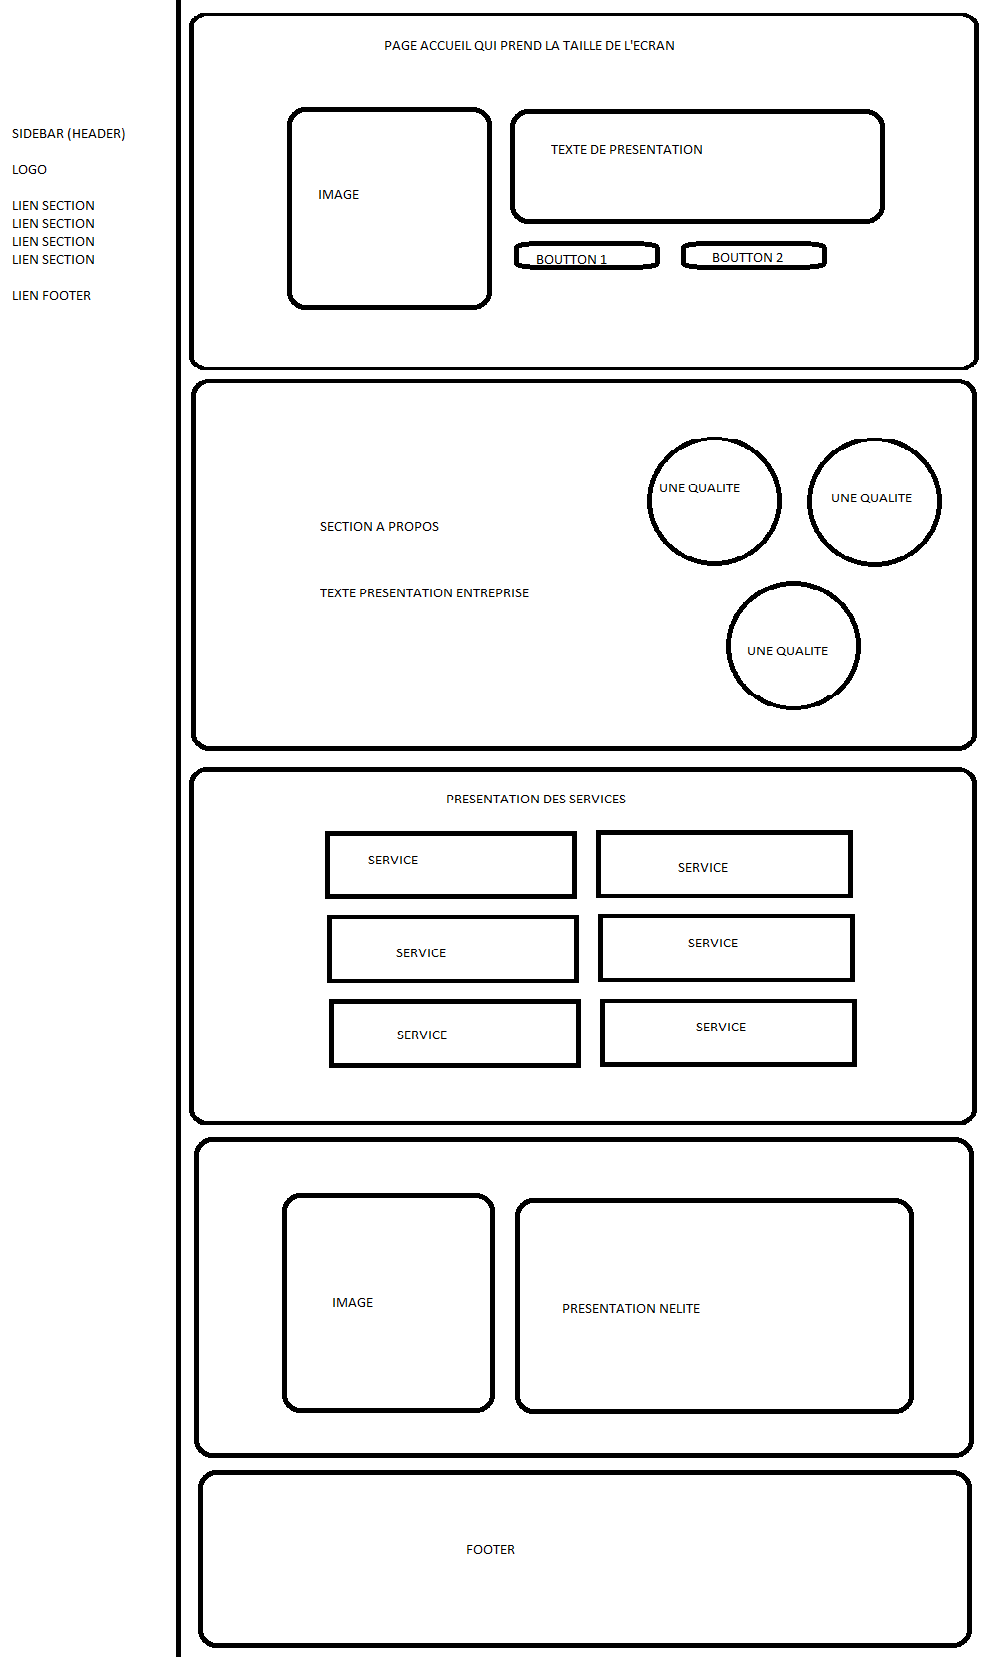 SIDEBAR (HEADER)
LOGO
LIEN SECTION
LIEN SECTION
LIEN SECTION
LIEN SECTION
LIEN FOOTER
PAGE ACCUEIL QUI PREND LA TAILLE DE L'ECRAN
IMAGE
TEXTE DE PRESENTATION
BOUTTON 1
BOUTTON 2
SECTION A PROPOS
TEXTE PRESENTATION ENTREPRISE
UNE QUALITE
UNE QUALITE
UNE QUALITE
PRESENTATION DES SERVICES
SERVICE
SERVICE
SERVICE
SERVICE
SERVICE
SERVICE
IMAGE
PRESENTATION NELITE
FOOTER